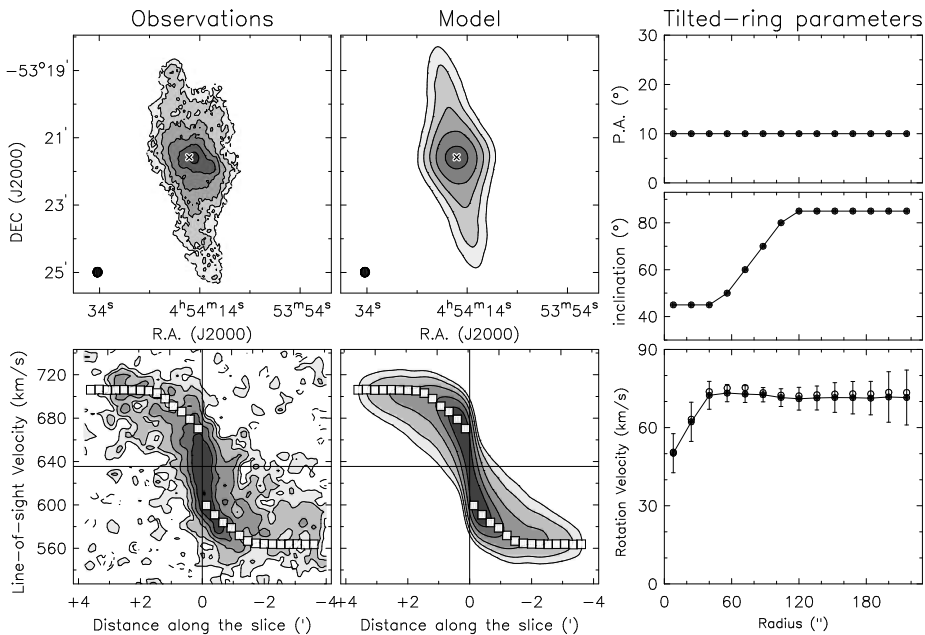 Observations
Model
Tilted−ring parameters
−53°19'
21'
23'
25'
DEC (J2000)
34ˢ
4ʰ54ᵐ14ˢ
53ᵐ54ˢ
R.A. (J2000)
34ˢ
4ʰ54ᵐ14ˢ
53ᵐ54ˢ
R.A. (J2000)
30
20
10
0
P.A. (°)
80
60
40
inclination (°)
720
680
640
600
560
Line−of−sight Velocity (km/s)
+4
+2
0
−2
−4
Distance along the slice (')
+4
+2
0
−2
−4
Distance along the slice (')
90
60
30
0
Rotation Velocity (km/s)
0
60
120
180
Radius ('')